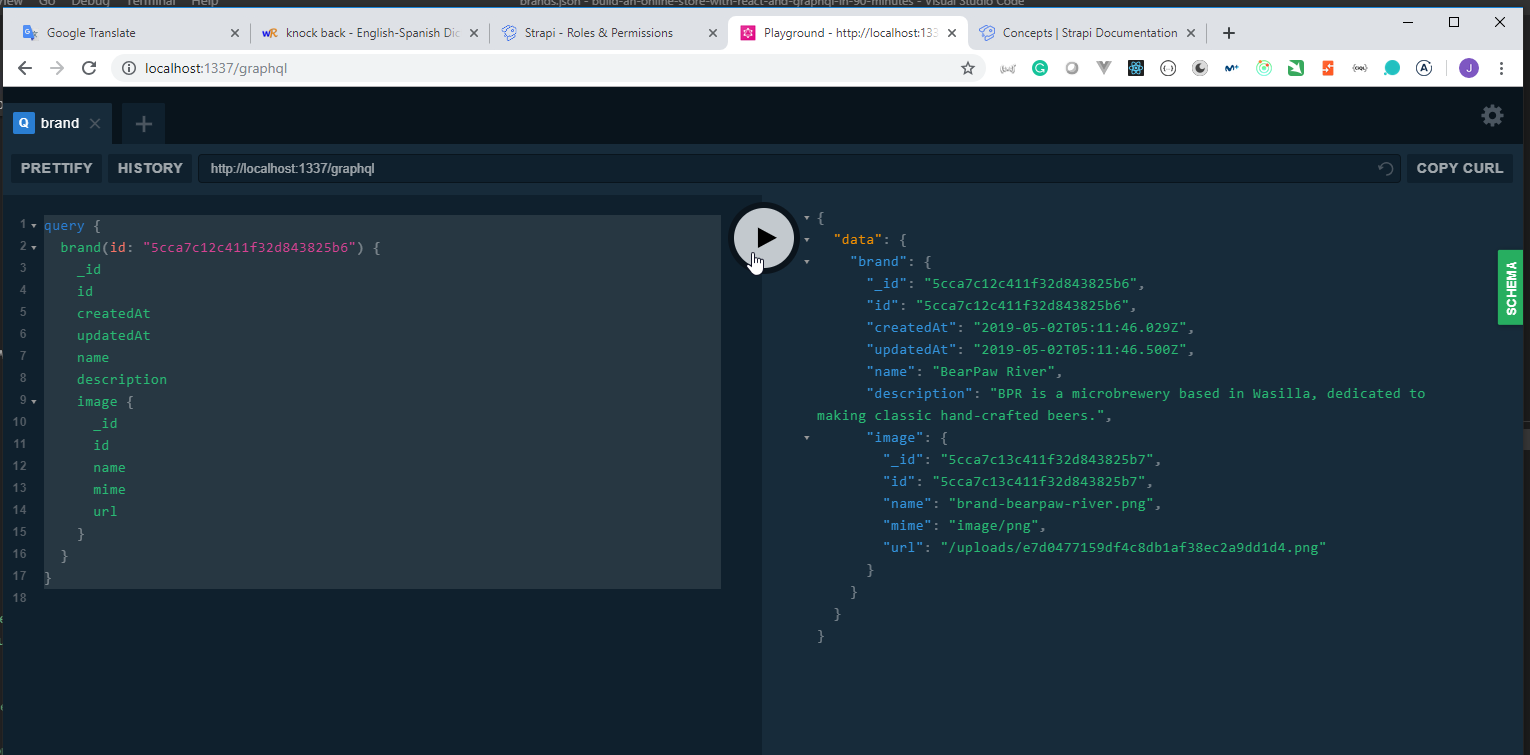 View Go Debug Terminal Help brands.json - build-an-online-store-with-react-and-graphql-in-90-minutes - Visual Studio Code
Google Translate
knock back - English-Spanish Dic
Strapi - Roles & Permissions
Playground - http://localhost:133
Concepts | Strapi Documentation
localhost:1337/graphql
Q brand
PRETTIFY
HISTORY
http://localhost:1337/graphql
COPY CURL
1 query {
2 brand(id: "5cca7c12c411f32d843825b6") {
3 _id
4 id
5 createdAt
6 updatedAt
7 name
8 description
9 image {
10 _id
11 id
12 name
13 mime
14 url
15 }
16 }
17 }
18
{
"data": {
"brand": {
"_id": "5cca7c12c411f32d843825b6",
"id": "5cca7c12c411f32d843825b6",
"createdAt": "2019-05-02T05:11:46.029Z",
"updatedAt": "2019-05-02T05:11:46.500Z",
"name": "BearPaw River",
"description": "BPR is a microbrewery based in Wasilla, dedicated to
making classic hand-crafted beers.",
"image": {
"_id": "5cca7c13c411f32d843825b7",
"id": "5cca7c13c411f32d843825b7",
"name": "brand-bearpaw-river.png",
"mime": "image/png",
"url": "/uploads/e7d0477159df4c8db1af38ec2a9dd1d4.png"
}
}
}
}
SCHEMA